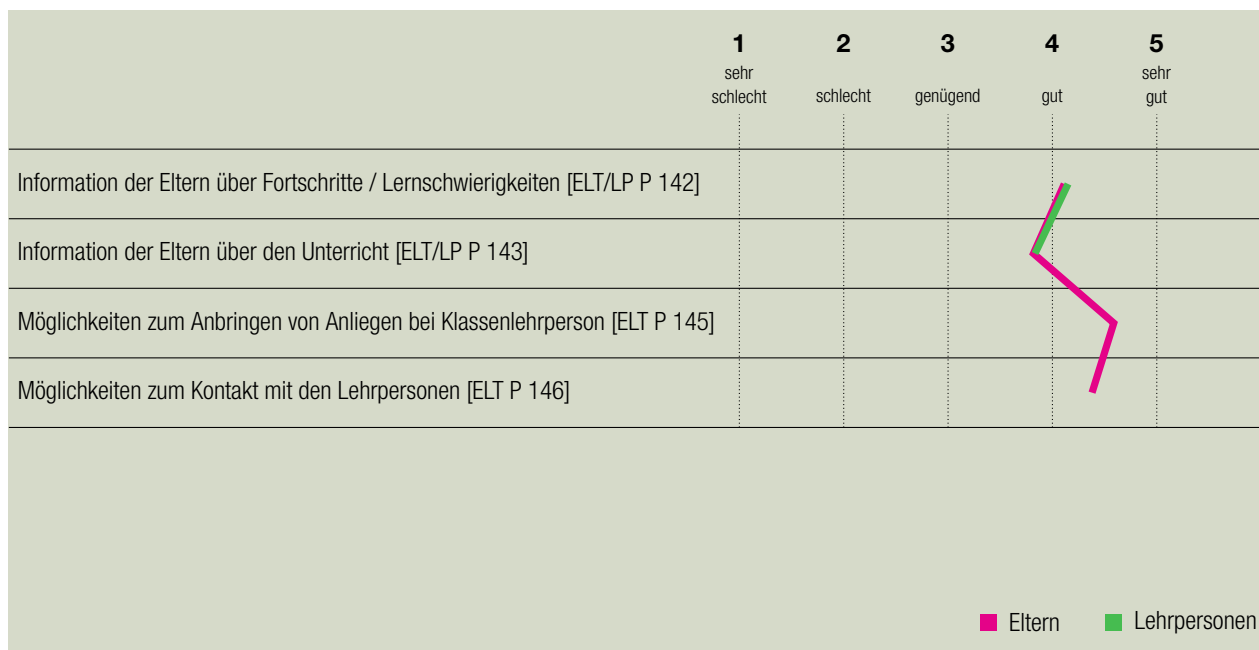 1 2 3 4 5
sehr schlecht schlecht genügend gut sehr gut
Information der Eltern über Fortschritte / Lernschwierigkeiten [ELT/LP P 142]
Information der Eltern über den Unterricht [ELT/LP P 143]
Möglichkeiten zum Anbringen von Anliegen bei Klassenlehrperson [ELT P 145]
Möglichkeiten zum Kontakt mit den Lehrpersonen [ELT P 146]
Eltern Lehrpersonen